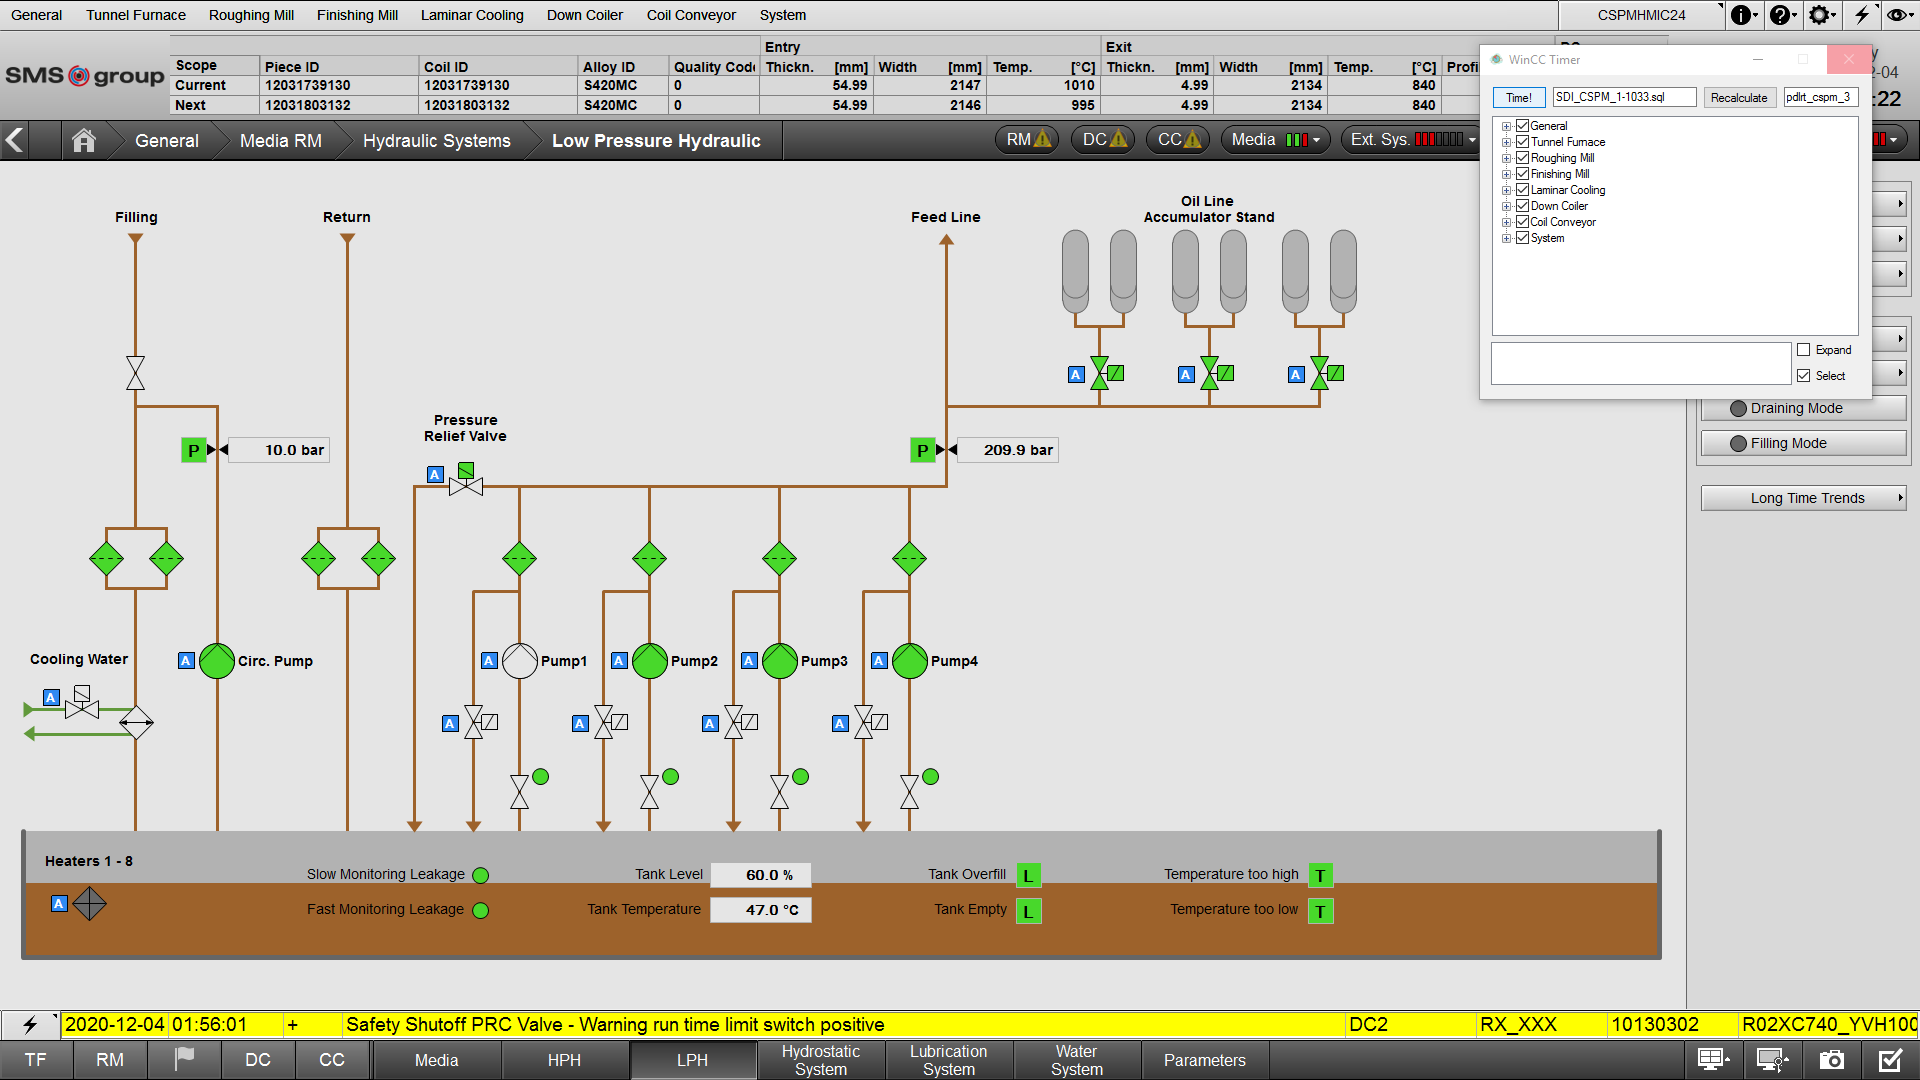 General Tunnel Furnace Roughing Mill Finishing Mill Laminar Cooling Down Coiler Coil Conveyor System CSPMHMIC24
SMS group
Entry Exit
Scope Piece ID Coil ID Alloy ID Quality Code Thickn. [mm] Width [mm] Temp. [°C] Thickn. [mm] Width [mm] Temp. [°C]
Current 12031739130 12031739130 S420MC 0 54.99 2147 1010 4.99 2134 840
Next 12031803132 12031803132 S420MC 0 54.99 2146 995 4.99 2134 840
General Media RM Hydraulic Systems Low Pressure Hydraulic RM DC CC Media Ext. Sys.
WinCC Timer
Time! SDI_CSPM_1-1033.sql Recalculate pdlrt_cspm_3
General
Tunnel Furnace
Roughing Mill
Finishing Mill
Laminar Cooling
Down Coiler
Coil Conveyor
System
Expand
Select
-04
:22
Draining Mode
Filling Mode
Long Time Trends
Filling Return Feed Line
Oil Line
Accumulator Stand
A A A
Pressure
Relief Valve
P 10.0 bar
P 209.9 bar
A
Cooling Water
A Circ. Pump A Pump1 A Pump2 A Pump3 A Pump4
A
A A A A
Heaters 1 - 8
A
Slow Monitoring Leakage Tank Level 60.0 % Tank Overfill L Temperature too high T
Fast Monitoring Leakage Tank Temperature 47.0 °C Tank Empty L Temperature too low T
2020-12-04 01:56:01 + Safety Shutoff PRC Valve - Warning run time limit switch positive DC2 RX_XXX 10130302 R02XC740_YVH100
TF RM DC CC Media HPH LPH Hydrostatic System Lubrication System Water System Parameters